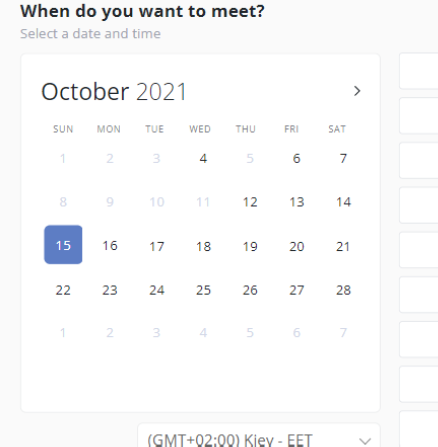 When do you want to meet?
Select a date and time
October 2021 >
SUN MON TUE WED THU FRI SAT
1 2 3 4 5 6 7
8 9 10 11 12 13 14
15 16 17 18 19 20 21
22 23 24 25 26 27 28
1 2 3 4 5 6 7
(GMT+02:00) Kiev - EET